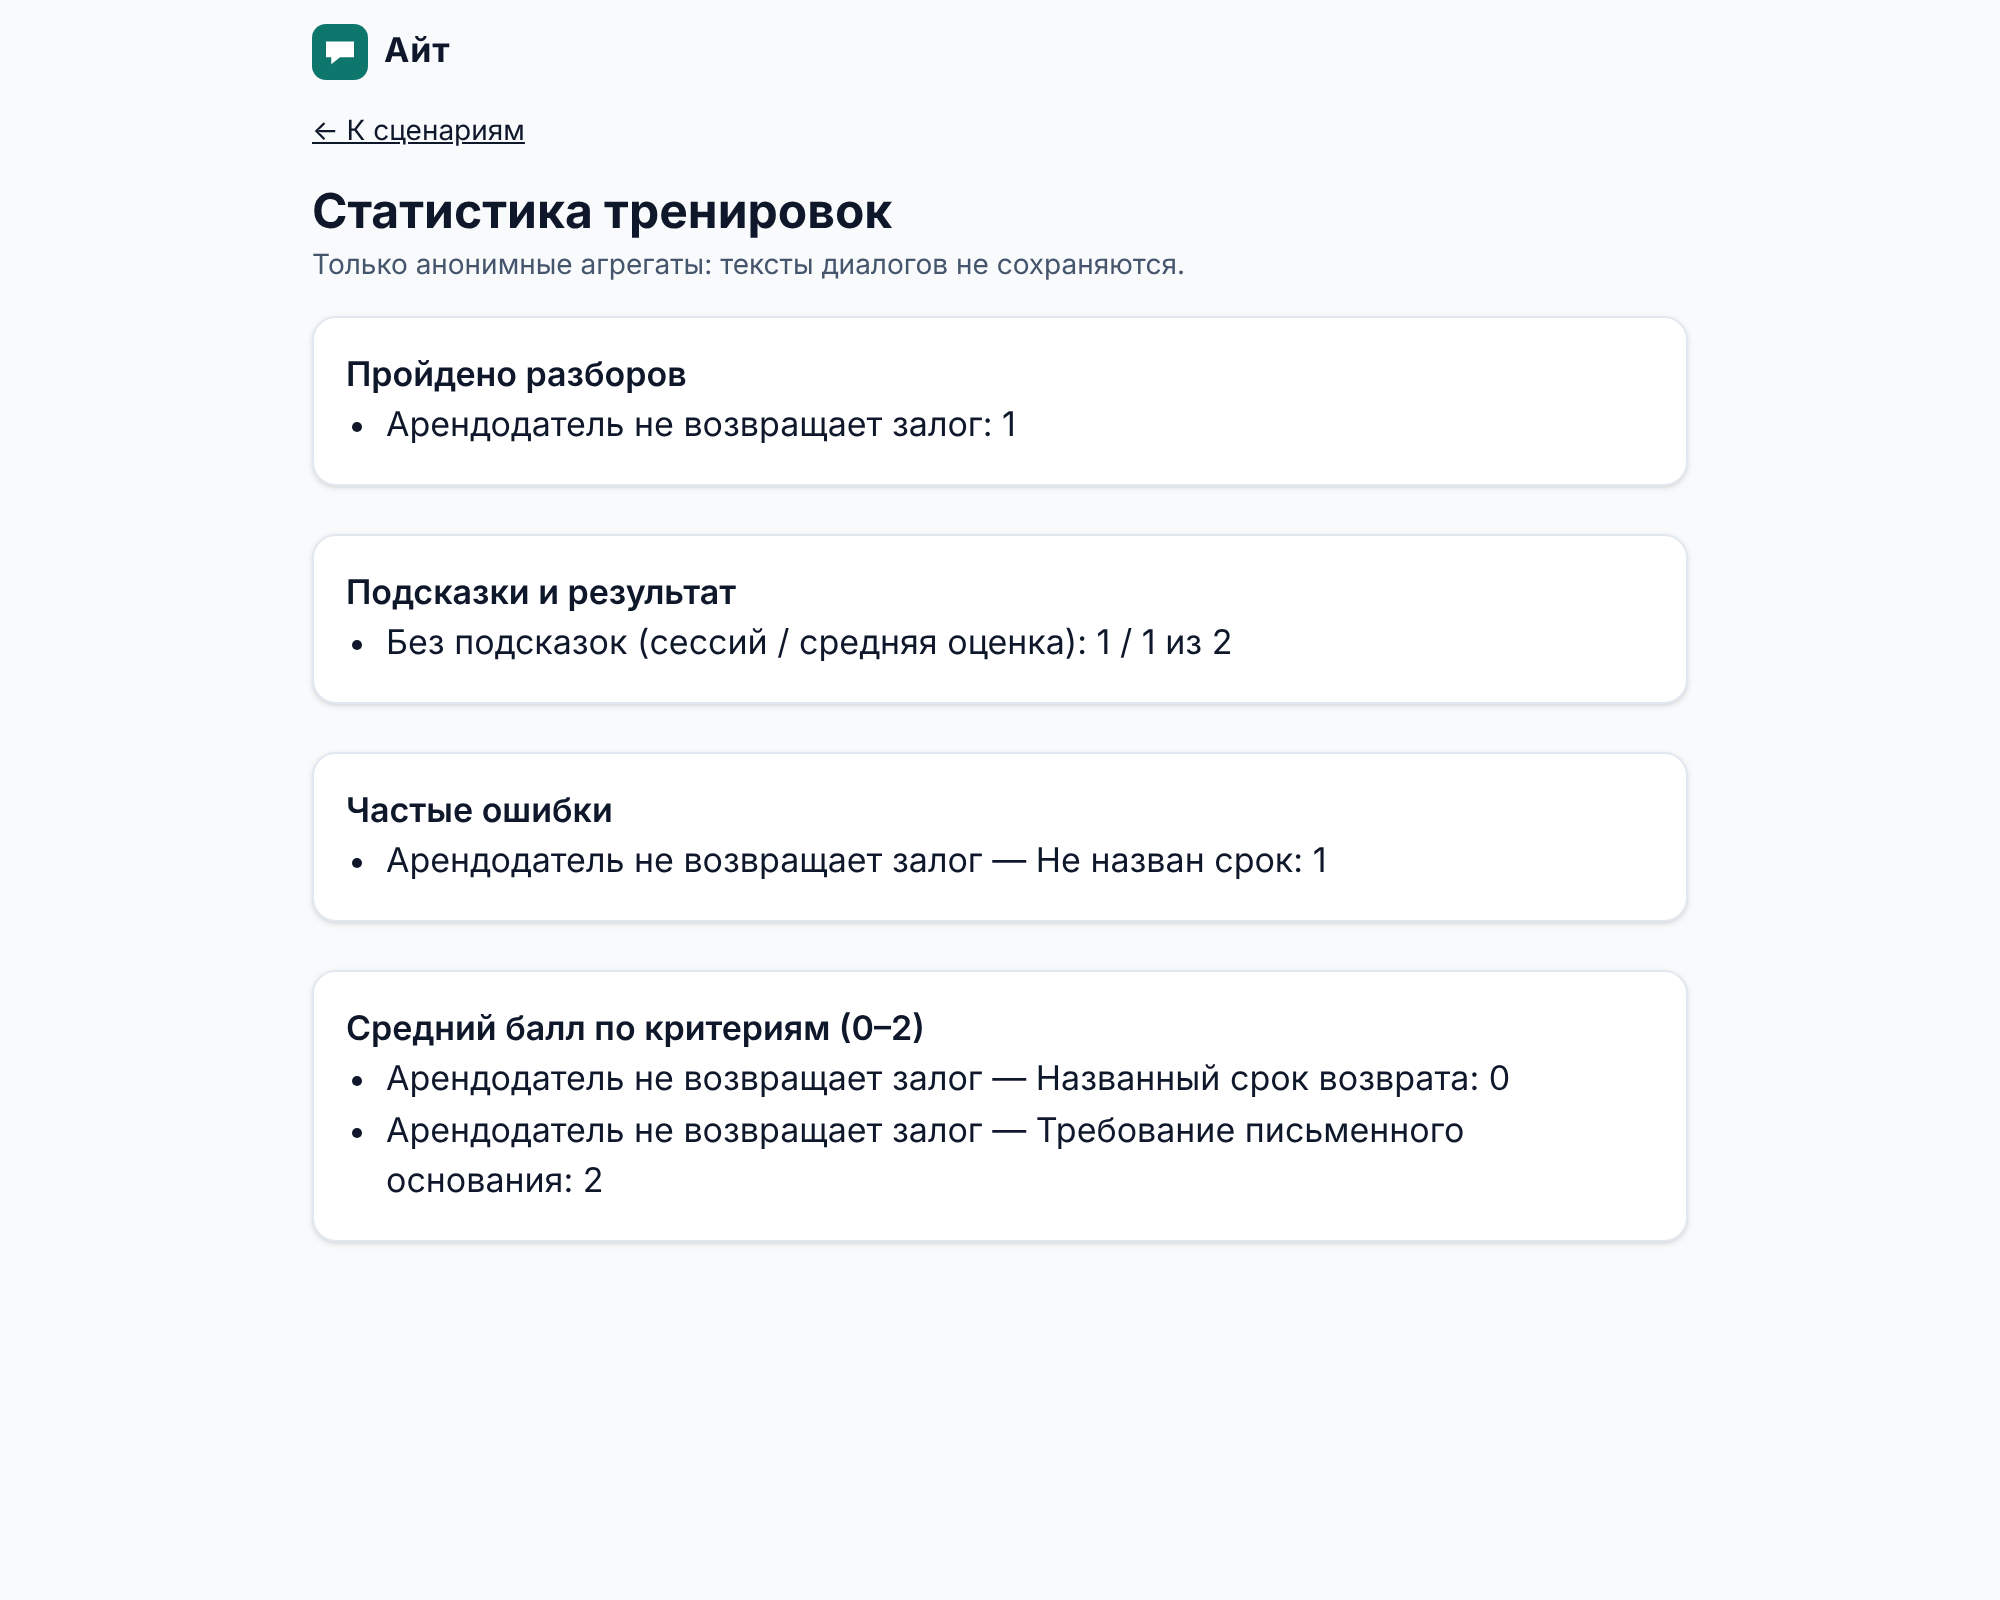 Айт
← К сценариям
Статистика тренировок
Только анонимные агрегаты: тексты диалогов не сохраняются.
Пройдено разборов
• Арендодатель не возвращает залог: 1
Подсказки и результат
• Без подсказок (сессий / средняя оценка): 1 / 1 из 2
Частые ошибки
• Арендодатель не возвращает залог — Не назван срок: 1
Средний балл по критериям (0–2)
• Арендодатель не возвращает залог — Названный срок возврата: 0
• Арендодатель не возвращает залог — Требование письменного
основания: 2